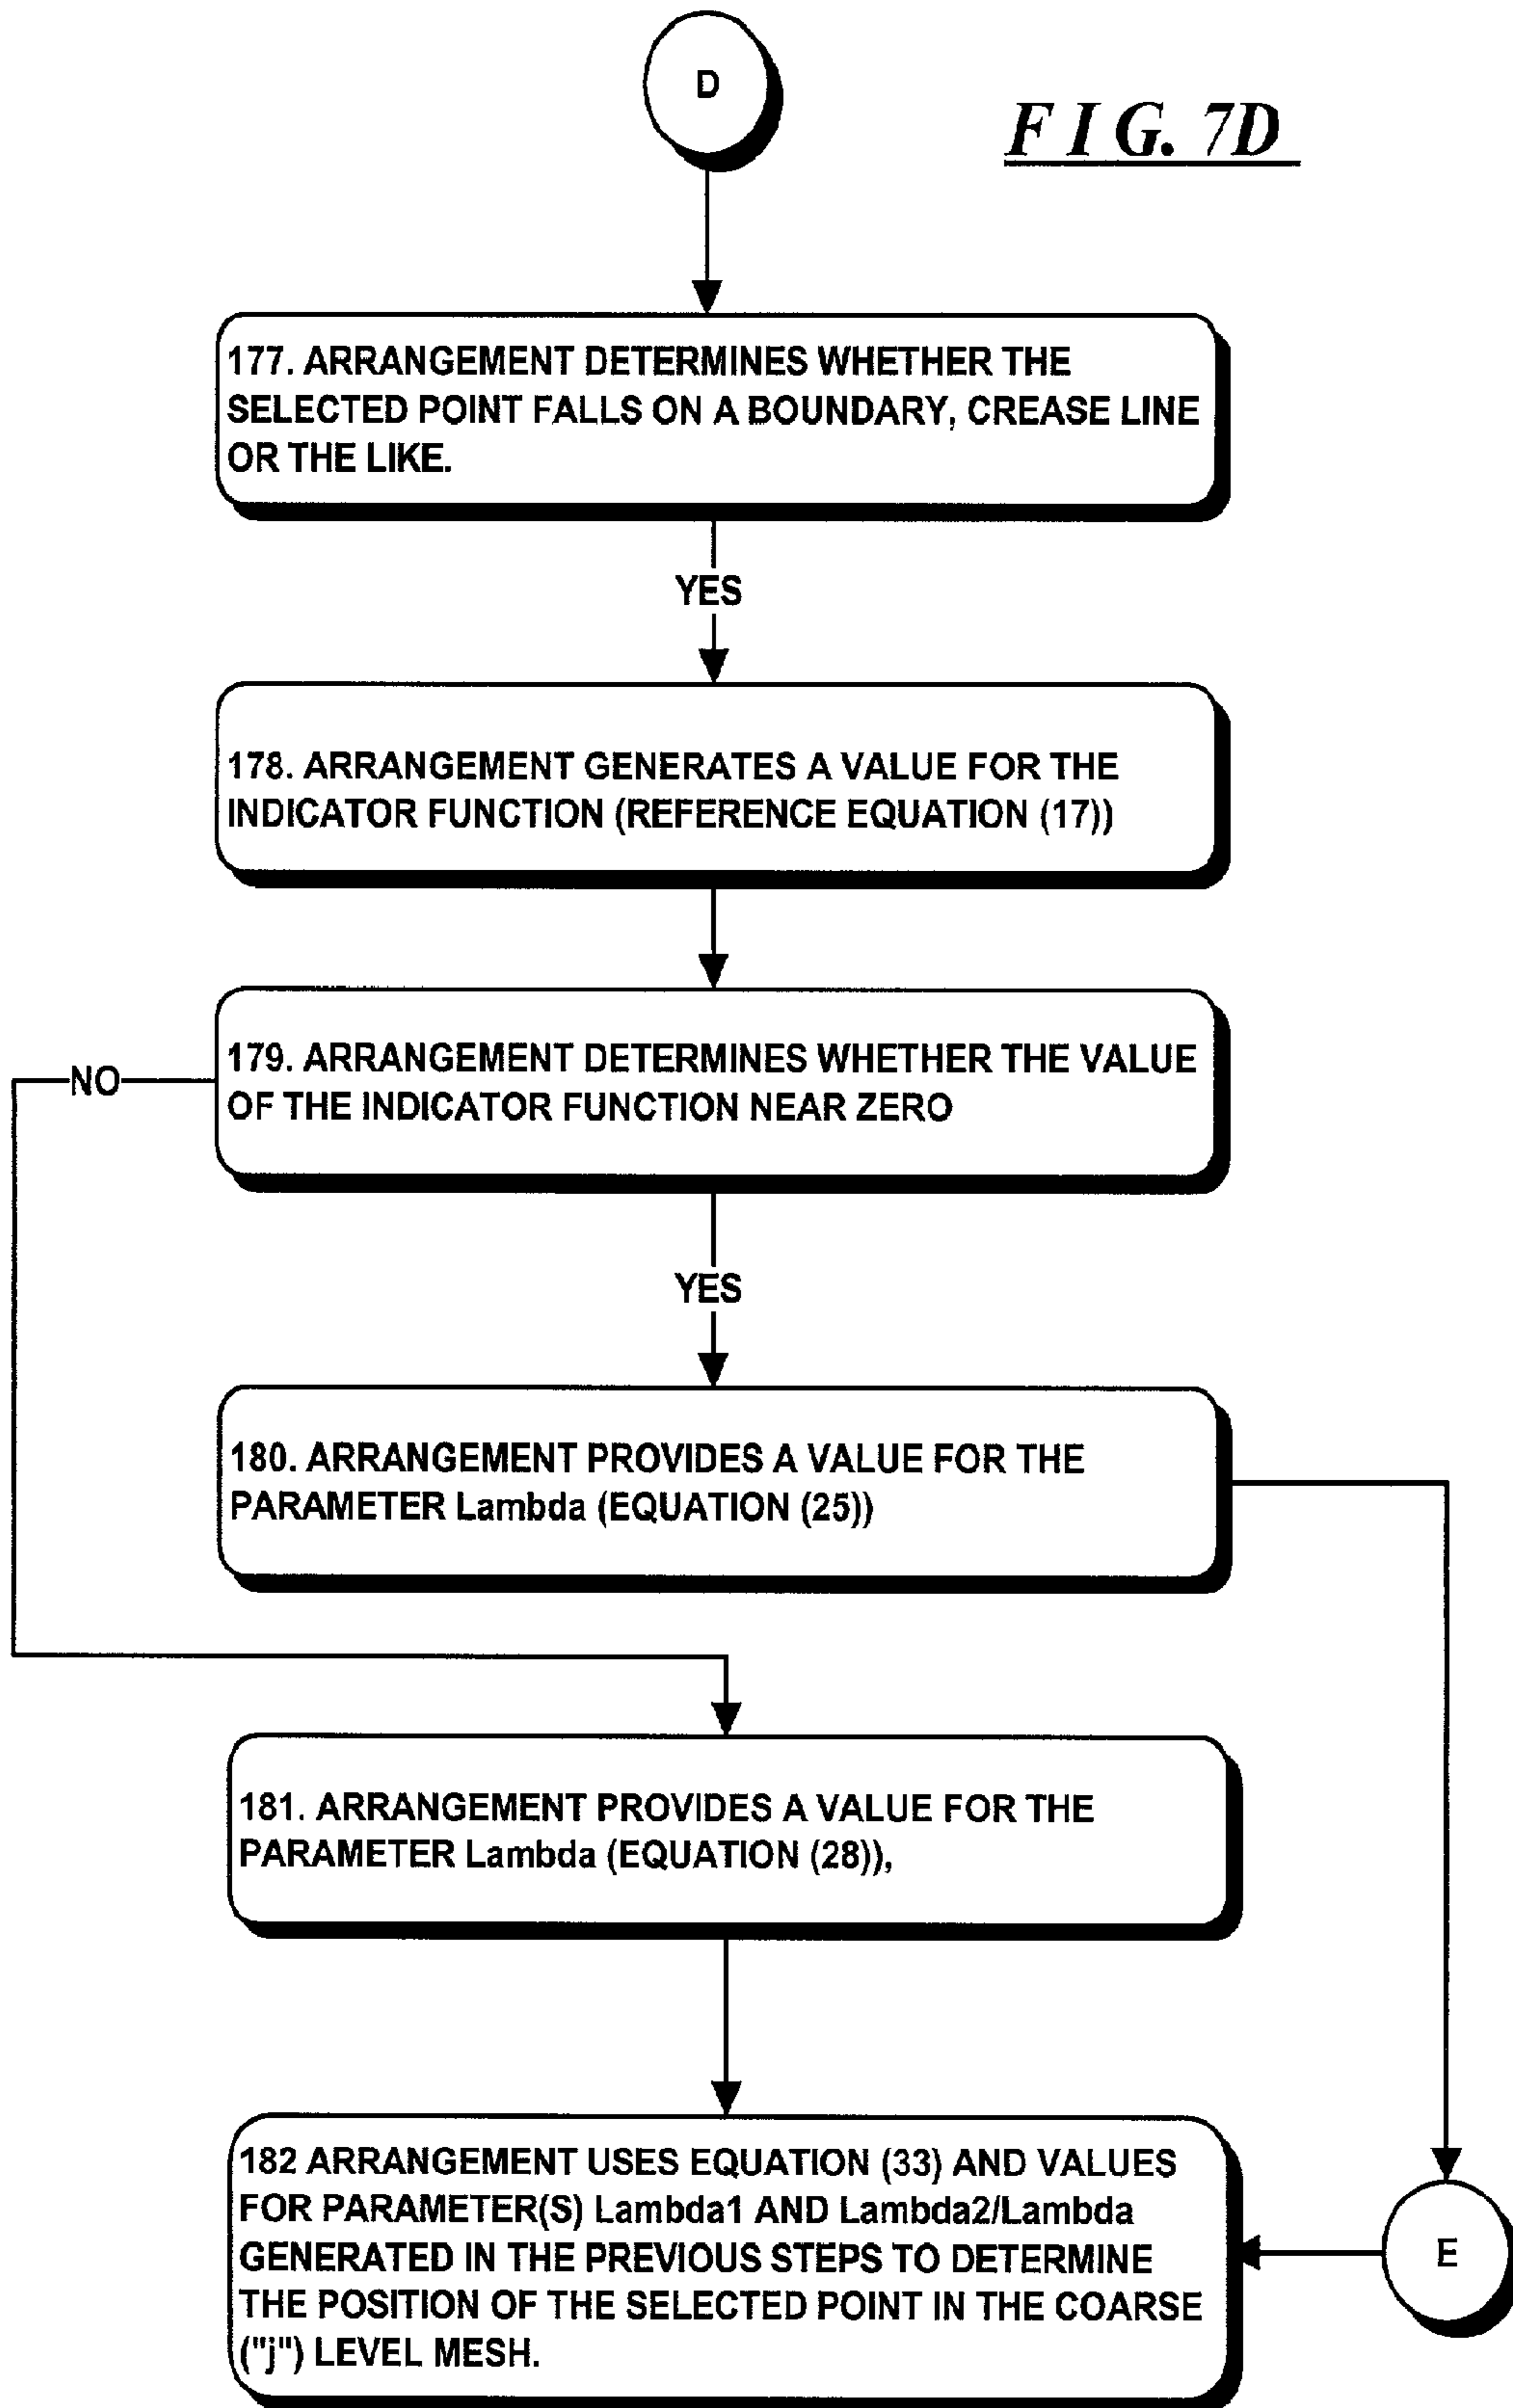 D
F I G. 7D
177. ARRANGEMENT DETERMINES WHETHER THE
SELECTED POINT FALLS ON A BOUNDARY, CREASE LINE
OR THE LIKE.
YES
178. ARRANGEMENT GENERATES A VALUE FOR THE
INDICATOR FUNCTION (REFERENCE EQUATION (17))
179. ARRANGEMENT DETERMINES WHETHER THE VALUE
OF THE INDICATOR FUNCTION NEAR ZERO
NO
YES
180. ARRANGEMENT PROVIDES A VALUE FOR THE
PARAMETER Lambda (EQUATION (25))
181. ARRANGEMENT PROVIDES A VALUE FOR THE
PARAMETER Lambda (EQUATION (28)),
182 ARRANGEMENT USES EQUATION (33) AND VALUES
FOR PARAMETER(S) Lambda1 AND Lambda2/Lambda
GENERATED IN THE PREVIOUS STEPS TO DETERMINE
THE POSITION OF THE SELECTED POINT IN THE COARSE
("j") LEVEL MESH.
E